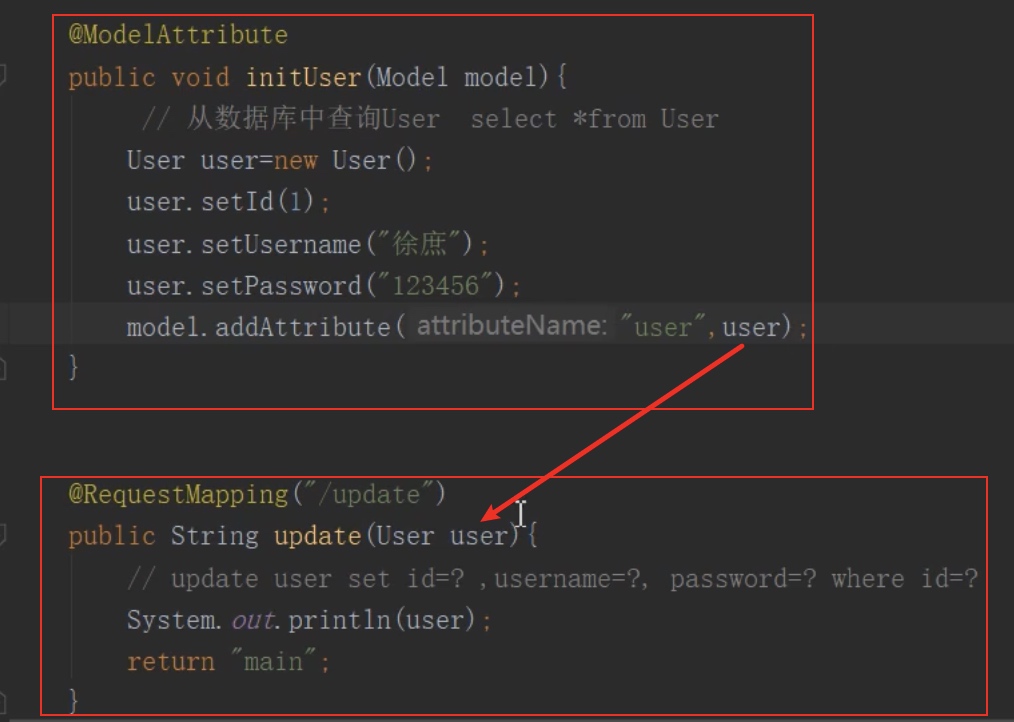 @ModelAttribute
public void initUser(Model model){
// 从数据库中查询User  select *from User
User user=new User();
user.setId(1);
user.setUsername("徐庶");
user.setPassword("123456");
model.addAttribute( attributeName: "user",user);
}
@RequestMapping("/update")
public String update(User user){
// update user set id=? ,username=?, password=? where id=?
System.out.println(user);
return "main";
}